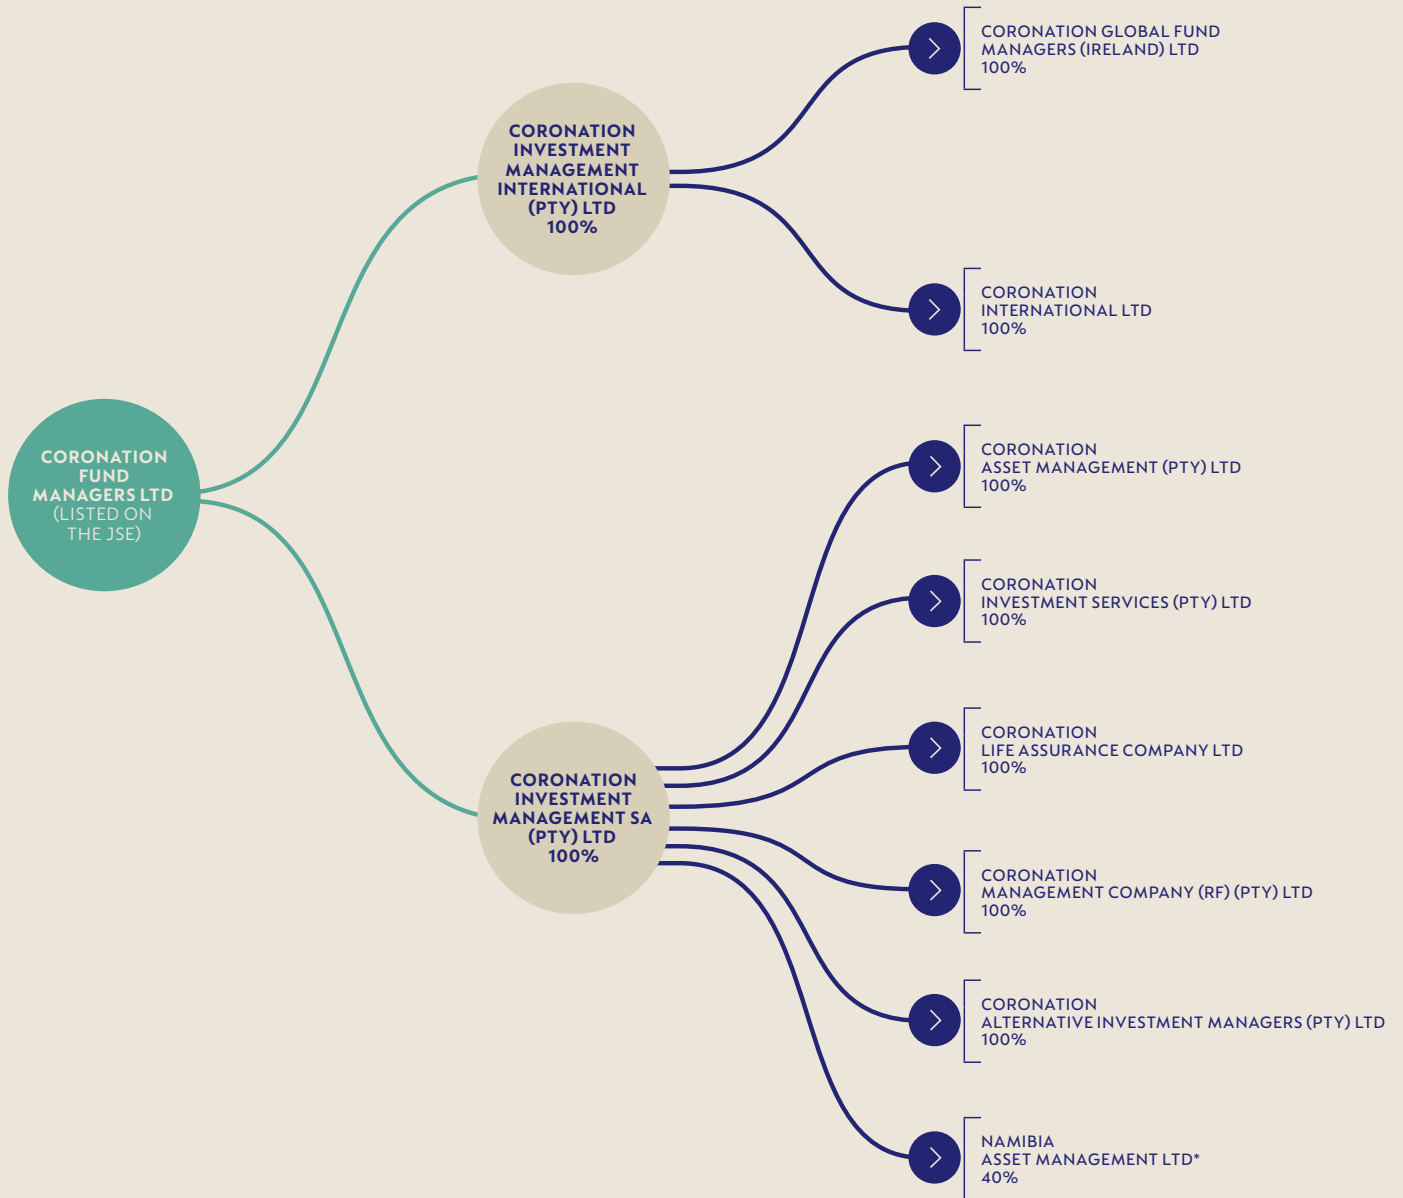 CORONATION
FUND
MANAGERS LTD
(LISTED ON
THE JSE)
CORONATION
INVESTMENT
MANAGEMENT
INTERNATIONAL
(PTY) LTD
100%
CORONATION GLOBAL FUND
MANAGERS (IRELAND) LTD
100%
CORONATION
INTERNATIONAL LTD
100%
CORONATION
INVESTMENT
MANAGEMENT SA
(PTY) LTD
100%
CORONATION
ASSET MANAGEMENT (PTY) LTD
100%
CORONATION
INVESTMENT SERVICES (PTY) LTD
100%
CORONATION
LIFE ASSURANCE COMPANY LTD
100%
CORONATION
MANAGEMENT COMPANY (RF) (PTY) LTD
100%
CORONATION
ALTERNATIVE INVESTMENT MANAGERS (PTY) LTD
100%
NAMIBIA
ASSET MANAGEMENT LTD*
40%